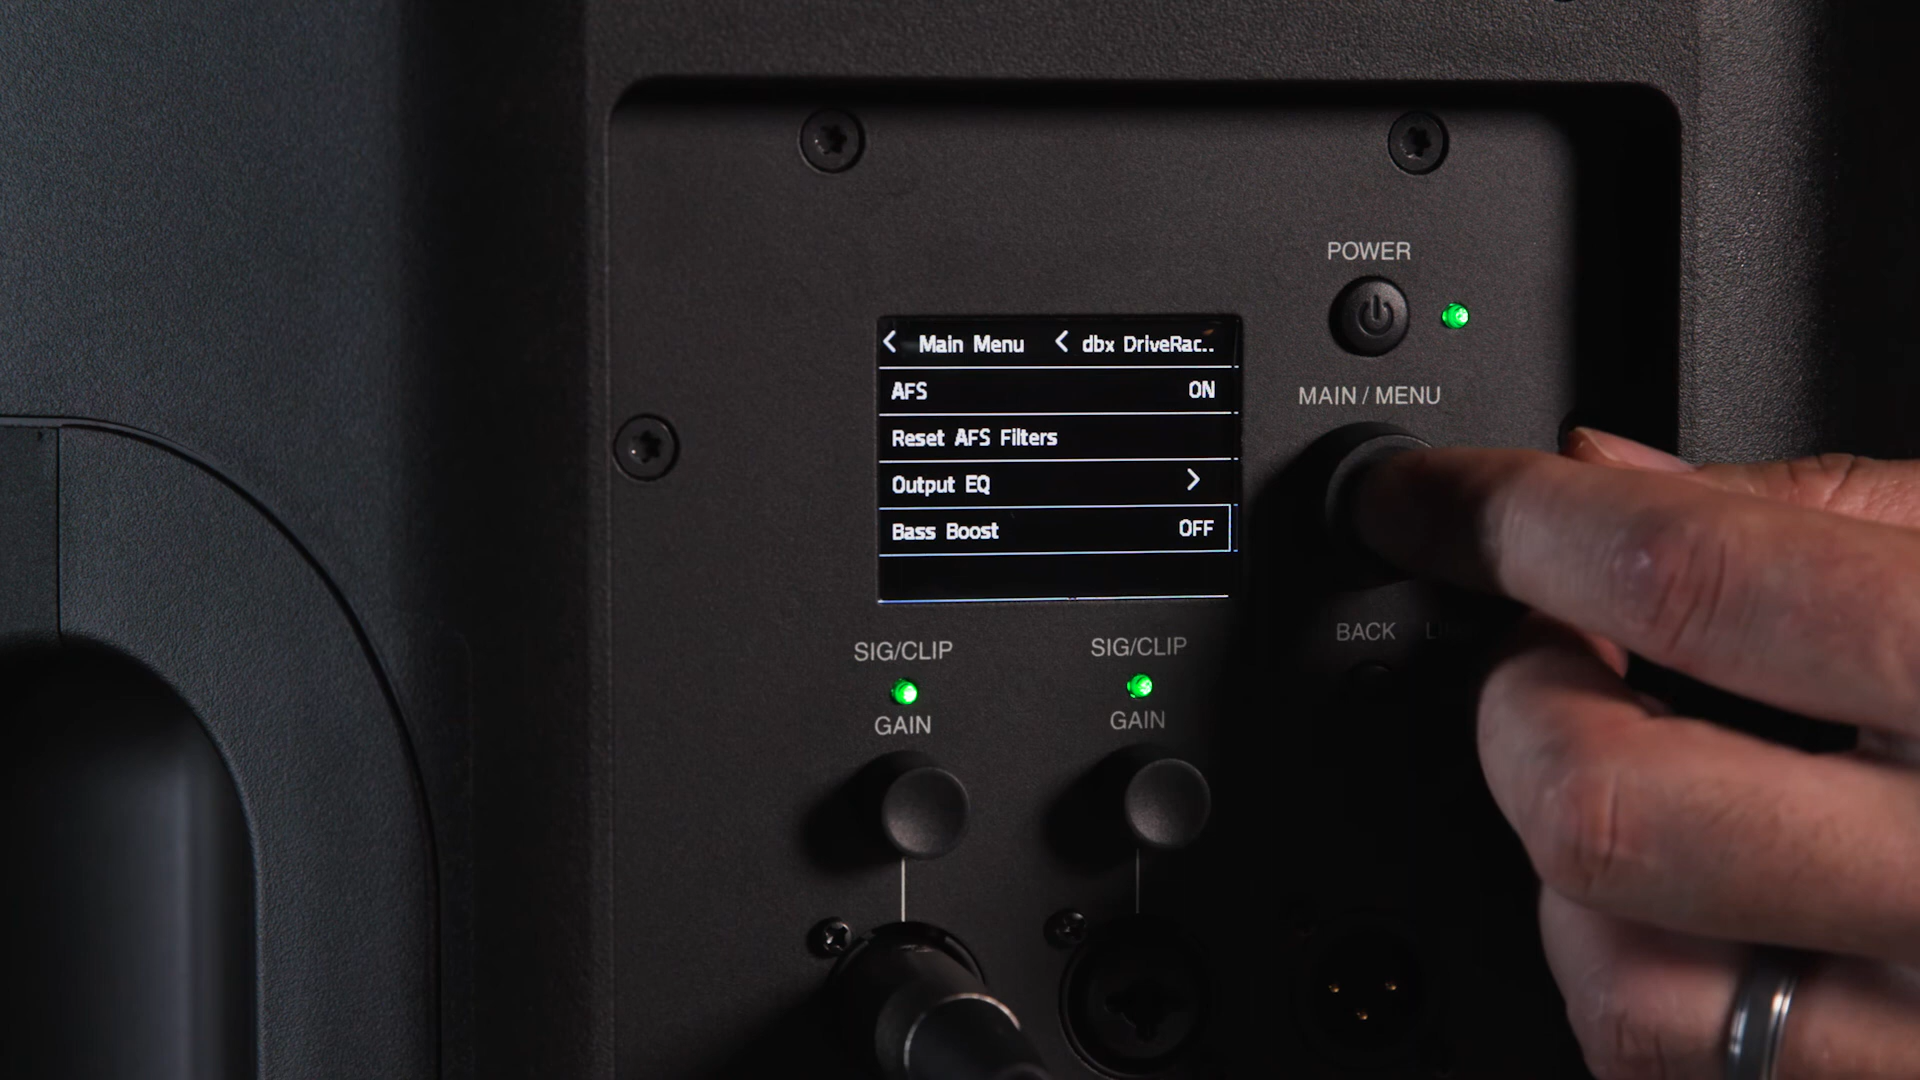 POWER
< Main Menu < dbx DriveRac..
AFS ON
Reset AFS Filters
Output EQ >
Bass Boost OFF
MAIN / MENU
BACK
SIG/CLIP SIG/CLIP
GAIN GAIN